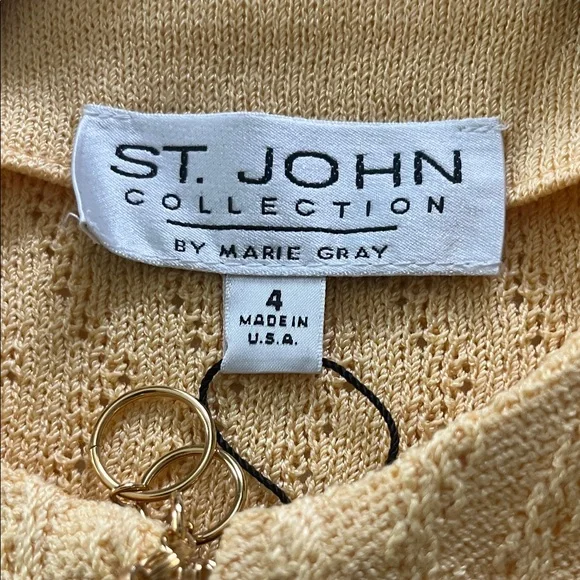 ST. JOHN
COLLECTION
BY MARIE GRAY
4
MADE IN
U.S.A.